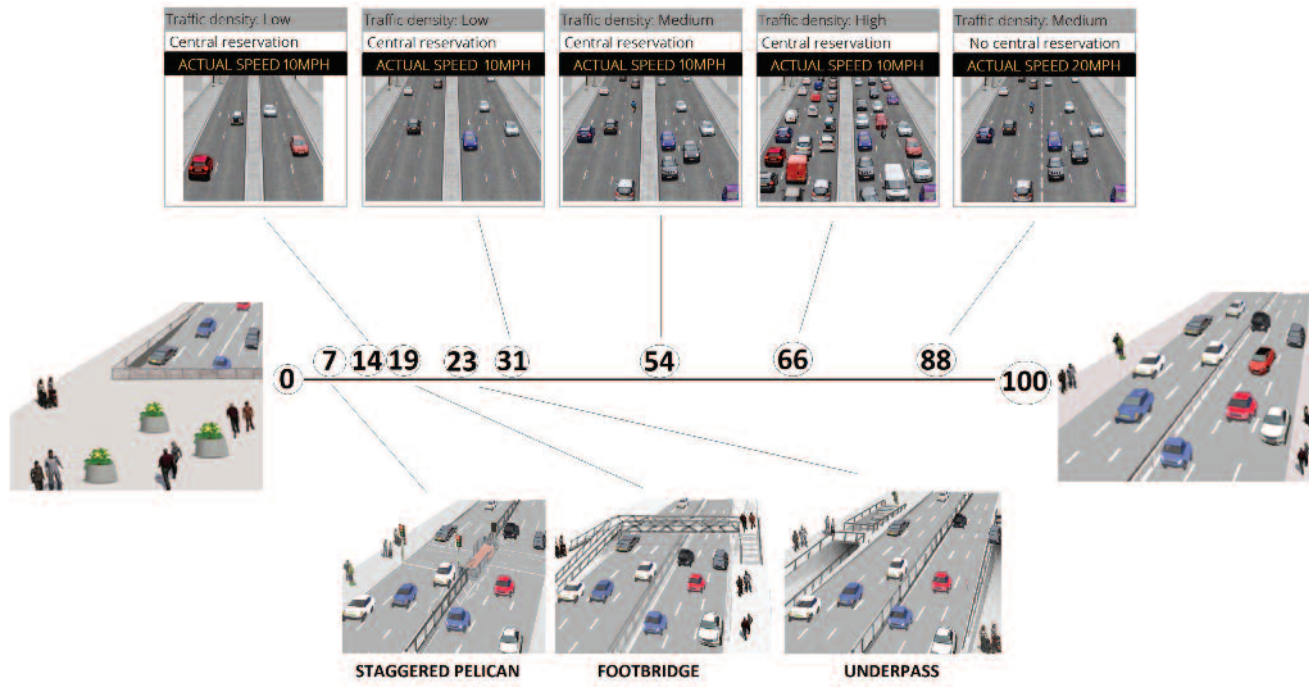 Traffic density: Low
Central reservation
ACTUAL SPEED 10MPH
Traffic density: Low
Central reservation
ACTUAL SPEED 10MPH
Traffic density: Medium
Central reservation
ACTUAL SPEED 10MPH
Traffic density: High
Central reservation
ACTUAL SPEED 10MPH
Traffic density: Medium
No central reservation
ACTUAL SPEED 20MPH
0
7
14
19
23
31
54
66
88
100
STAGGERED PELICAN
FOOTBRIDGE
UNDERPASS